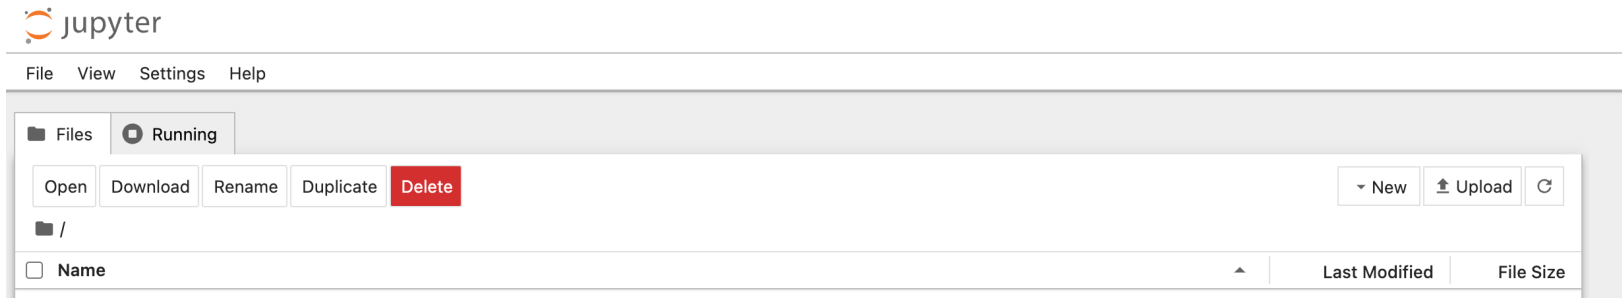 jupyter
File View Settings Help
Files Running
Open Download Rename Duplicate Delete New Upload
/
Name Last Modified File Size